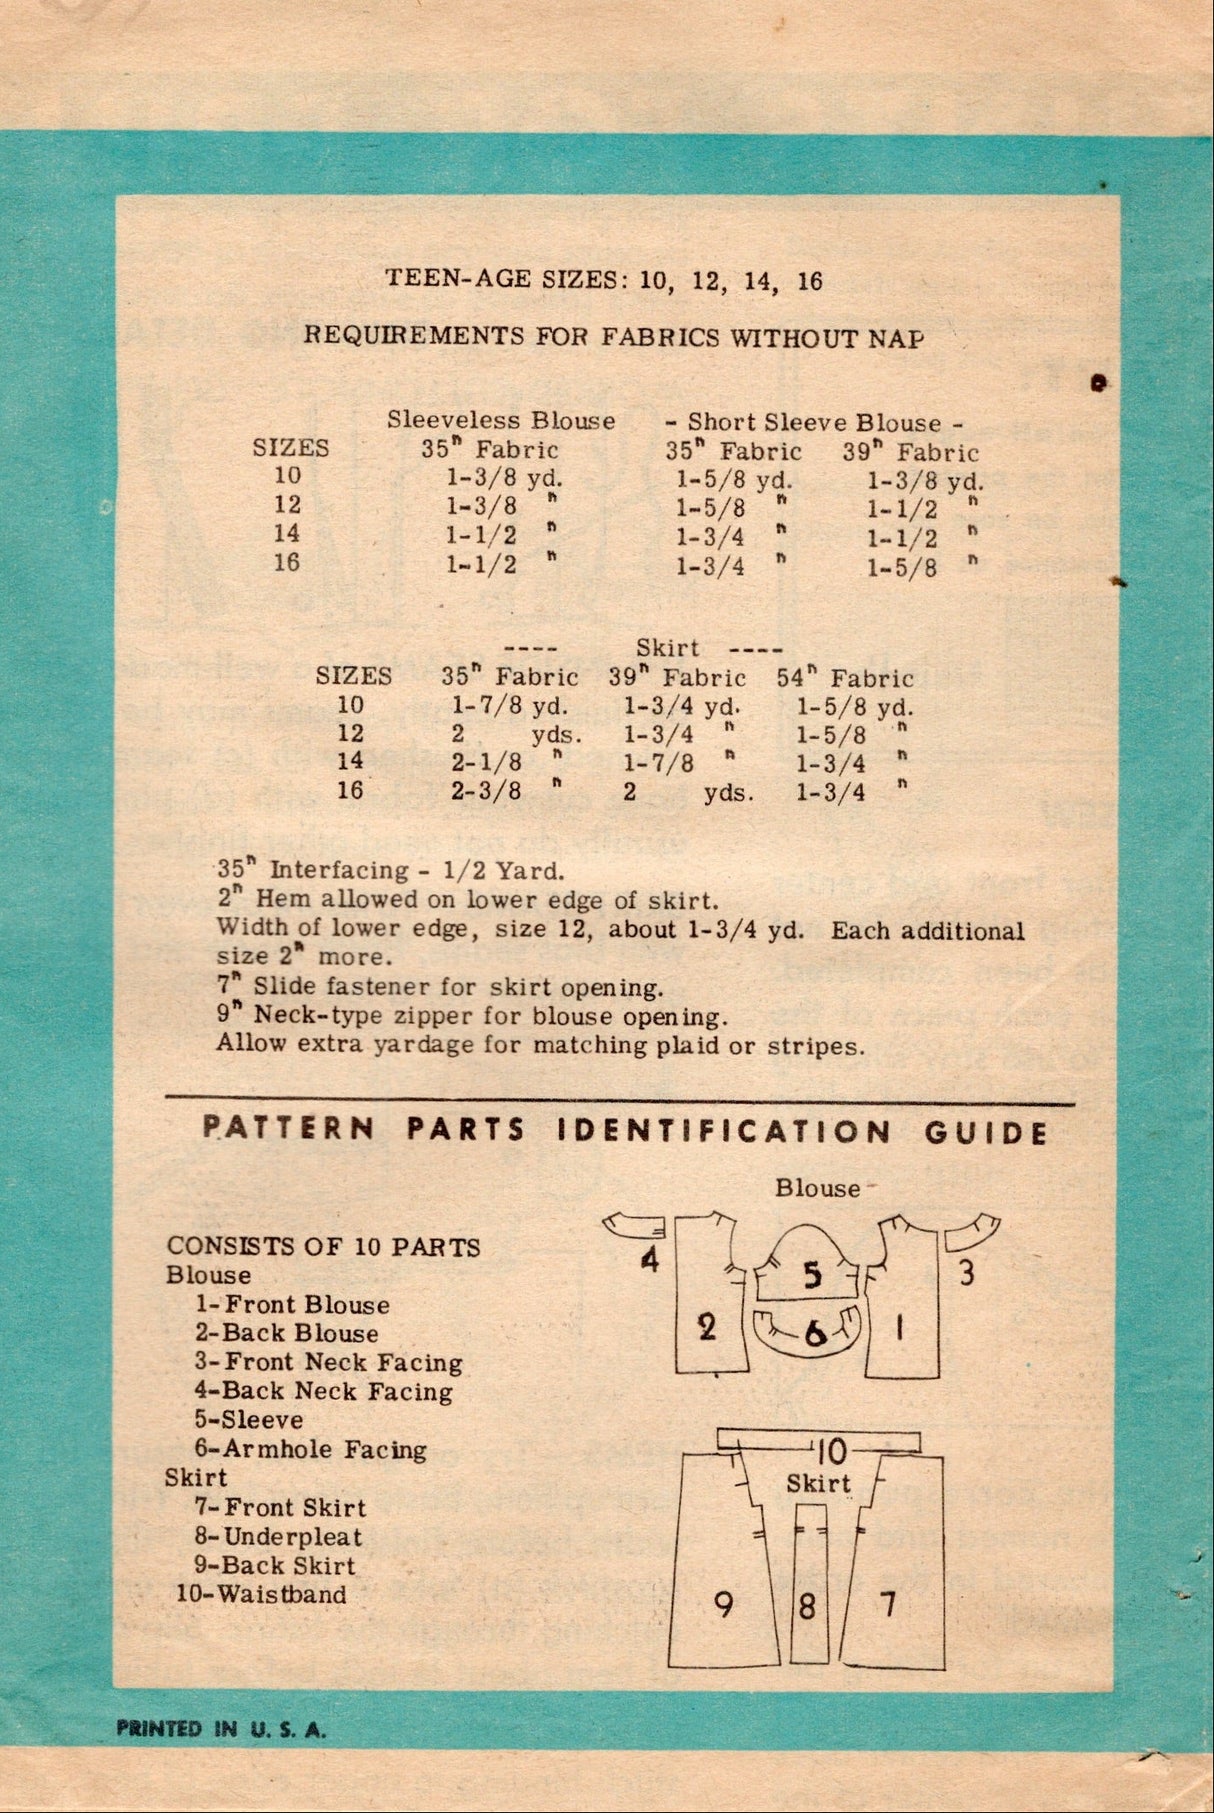 TEEN-AGE SIZES: 10, 12, 14, 16
REQUIREMENTS FOR FABRICS WITHOUT NAP
Sleeveless Blouse - Short Sleeve Blouse -
SIZES 35" Fabric 35" Fabric 39" Fabric
10 1-3/8 yd. 1-5/8 yd. 1-3/8 yd.
12 1-3/8 " 1-5/8 " 1-1/2 "
14 1-1/2 " 1-3/4 " 1-1/2 "
16 1-1/2 " 1-3/4 " 1-5/8 "
---- Skirt ----
SIZES 35" Fabric 39" Fabric 54" Fabric
10 1-7/8 yd. 1-3/4 yd. 1-5/8 yd.
12 2 yds. 1-3/4 " 1-5/8 "
14 2-1/8 " 1-7/8 " 1-3/4 "
16 2-3/8 " 2 yds. 1-3/4 "
35" Interfacing - 1/2 Yard.
2" Hem allowed on lower edge of skirt.
Width of lower edge, size 12, about 1-3/4 yd. Each additional
size 2" more.
7" Slide fastener for skirt opening.
9" Neck-type zipper for blouse opening.
Allow extra yardage for matching plaid or stripes.
PATTERN PARTS IDENTIFICATION GUIDE
CONSISTS OF 10 PARTS
Blouse
1-Front Blouse
2-Back Blouse
3-Front Neck Facing
4-Back Neck Facing
5-Sleeve
6-Armhole Facing
Skirt
7-Front Skirt
8-Underpleat
9-Back Skirt
10-Waistband
Blouse
4 5 3
2 6 1
10
Skirt
9 8 7
PRINTED IN U. S. A.